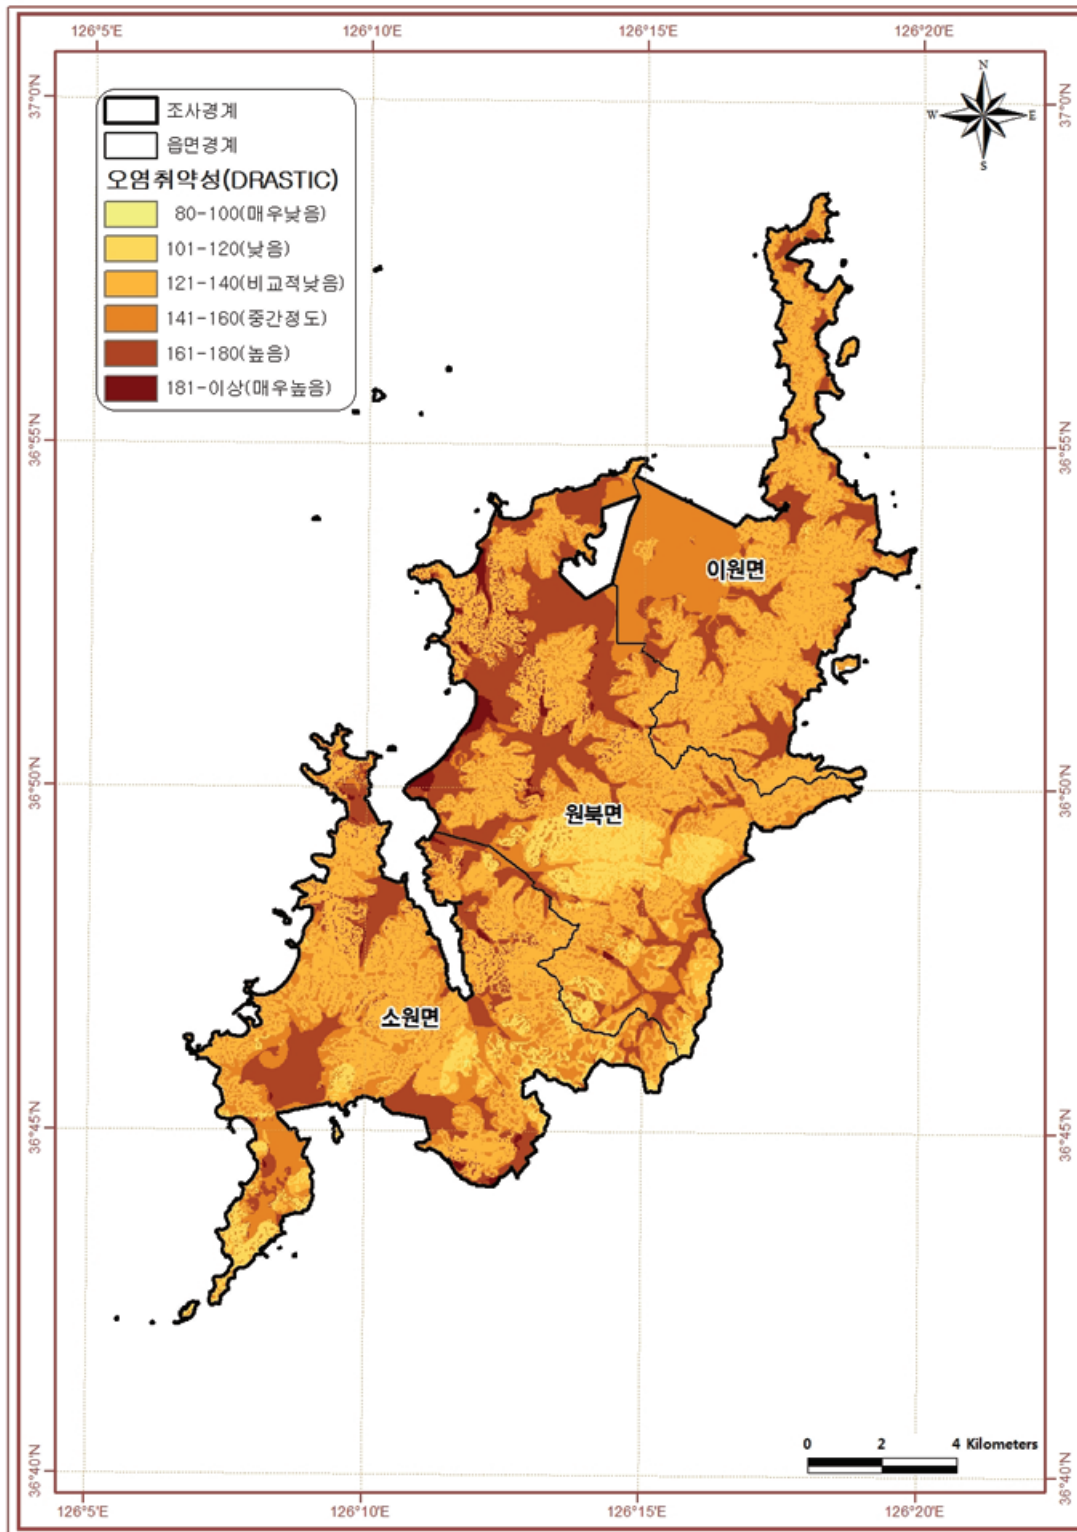 126°5'E 126°10'E 126°15'E 126°20'E
N
W E
S
37°0'N 37°0'N
조사경계
읍면경계
오염취약성(DRASTIC)
80-100(매우낮음)
101-120(낮음)
121-140(비교적낮음)
141-160(중간정도)
161-180(높음)
181-이상(매우높음)
36°55'N 36°55'N
이원면
36°50'N 36°50'N
원북면
소원면
36°45'N 36°45'N
0 2 4 Kilometers
36°40'N 36°40'N
126°5'E 126°10'E 126°15'E 126°20'E